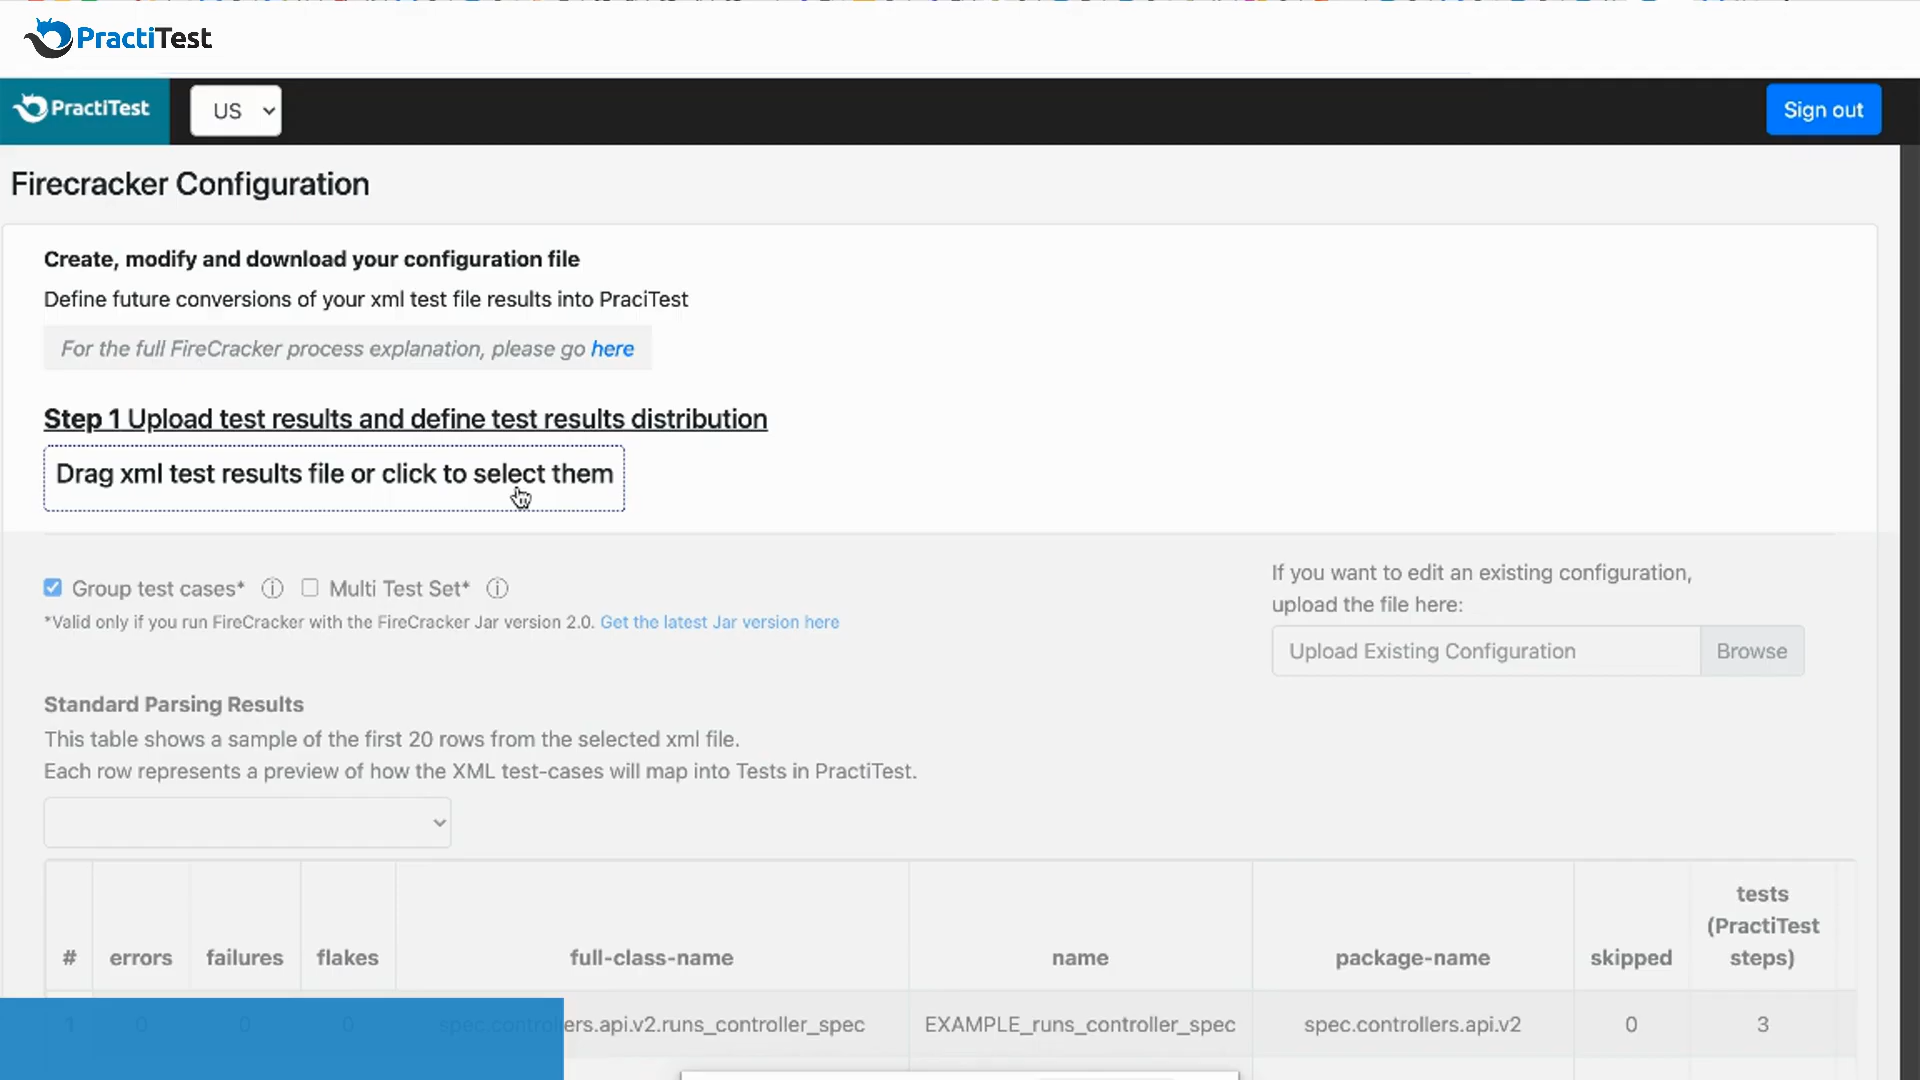 PractiTest
PractiTest
US
Sign out
Firecracker Configuration
Create, modify and download your configuration file
Define future conversions of your xml test file results into PraciTest
For the full FireCracker process explanation, please go here
Step 1 Upload test results and define test results distribution
Drag xml test results file or click to select them
Group test cases*
Multi Test Set*
*Valid only if you run FireCracker with the FireCracker Jar version 2.0. Get the latest Jar version here
If you want to edit an existing configuration,
upload the file here:
Upload Existing Configuration
Browse
Standard Parsing Results
This table shows a sample of the first 20 rows from the selected xml file.
Each row represents a preview of how the XML test-cases will map into Tests in PractiTest.
# errors failures flakes full-class-name name package-name skipped tests
(PractiTest
steps)
1 0 0 0 spec.controllers.api.v2.runs_controller_spec EXAMPLE_runs_controller_spec spec.controllers.api.v2 0 3